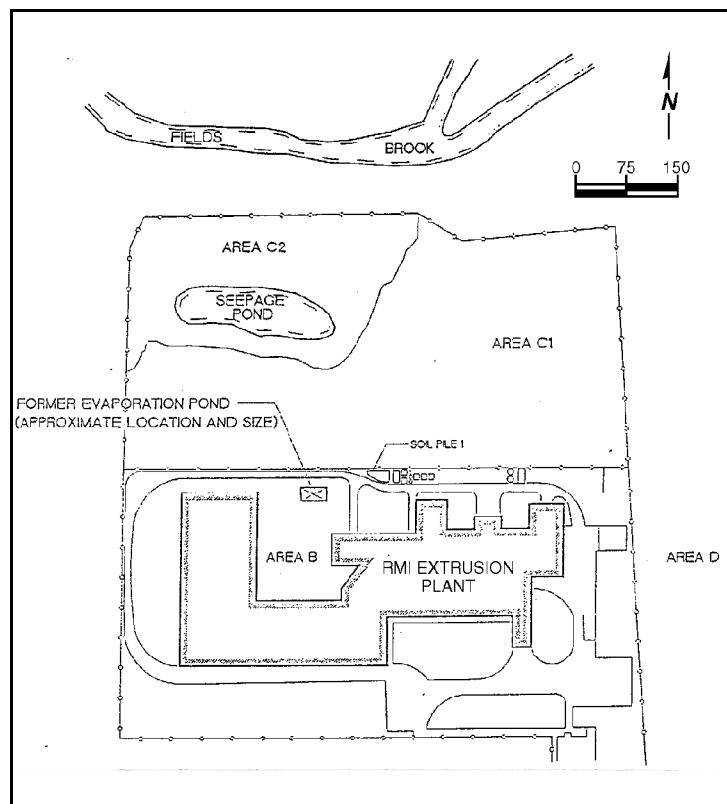 N
0 75 150
FIELDS
BROOK
AREA C2
SEEPAGE
POND
AREA C1
FORMER EVAPORATION POND
(APPROXIMATE LOCATION AND SIZE)
SOIL PILE 1
AREA B
RMI EXTRUSION
PLANT
AREA D